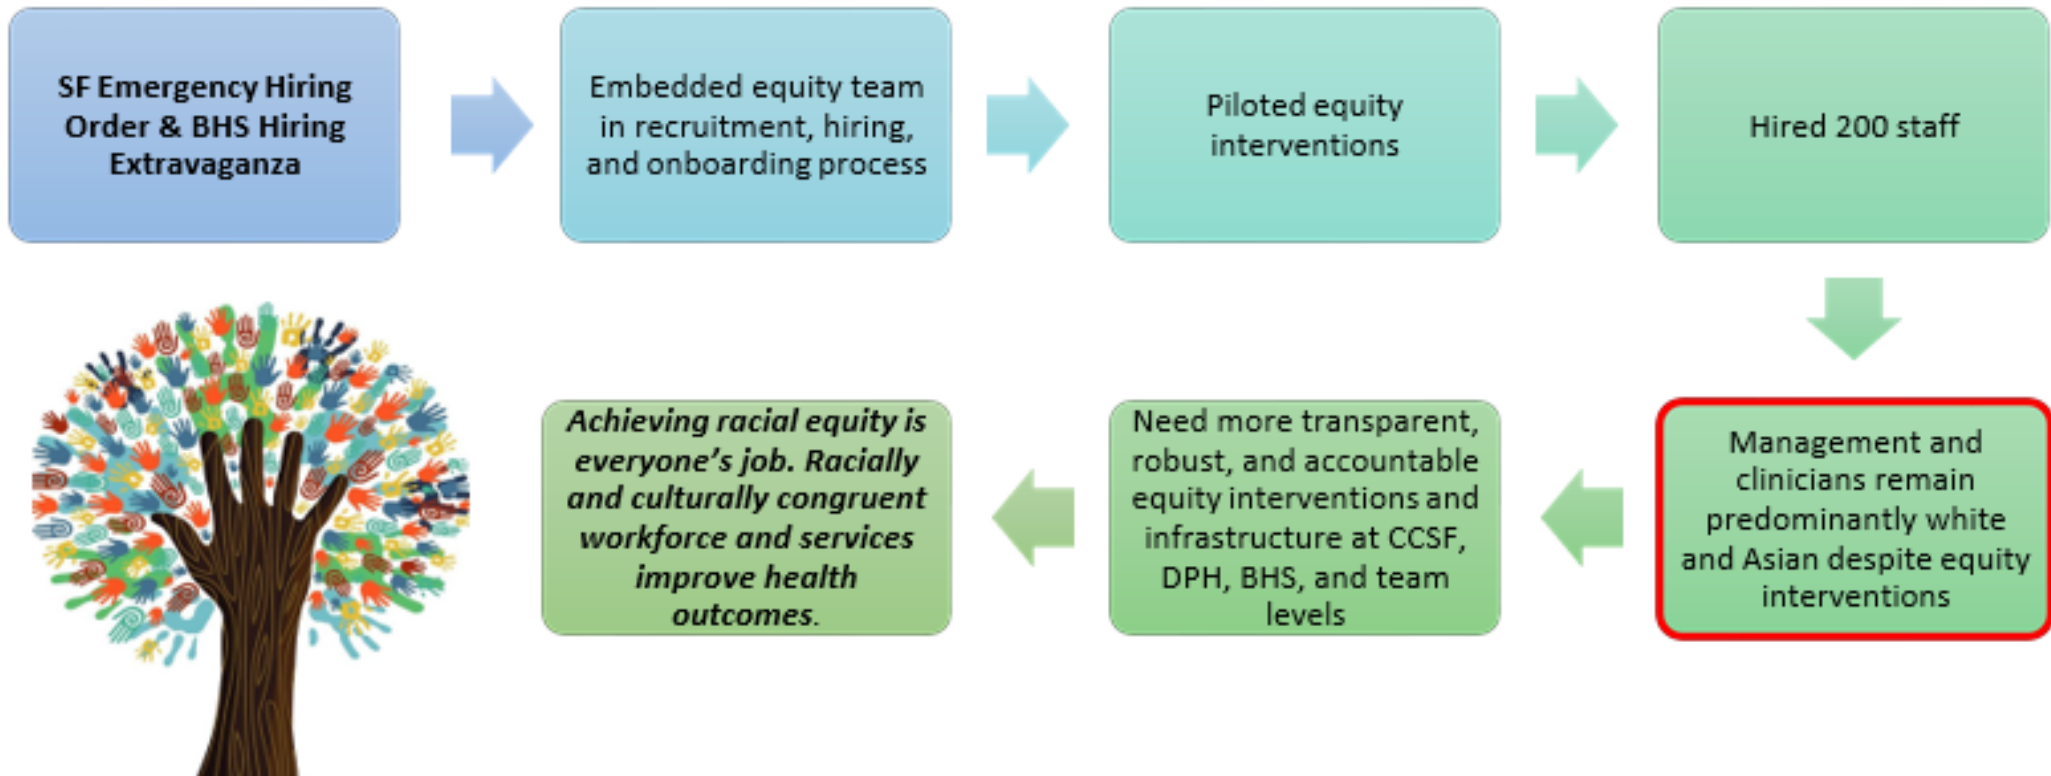 SF Emergency Hiring
Order & BHS Hiring
Extravaganza
Embedded equity team
in recruitment, hiring,
and onboarding process
Piloted equity
interventions
Hired 200 staff
Management and
clinicians remain
predominantly white
and Asian despite equity
interventions
Need more transparent,
robust, and accountable
equity interventions and
infrastructure at CCSF,
DPH, BHS, and team
levels
Achieving racial equity is
everyone’s job. Racially
and culturally congruent
workforce and services
improve health
outcomes.